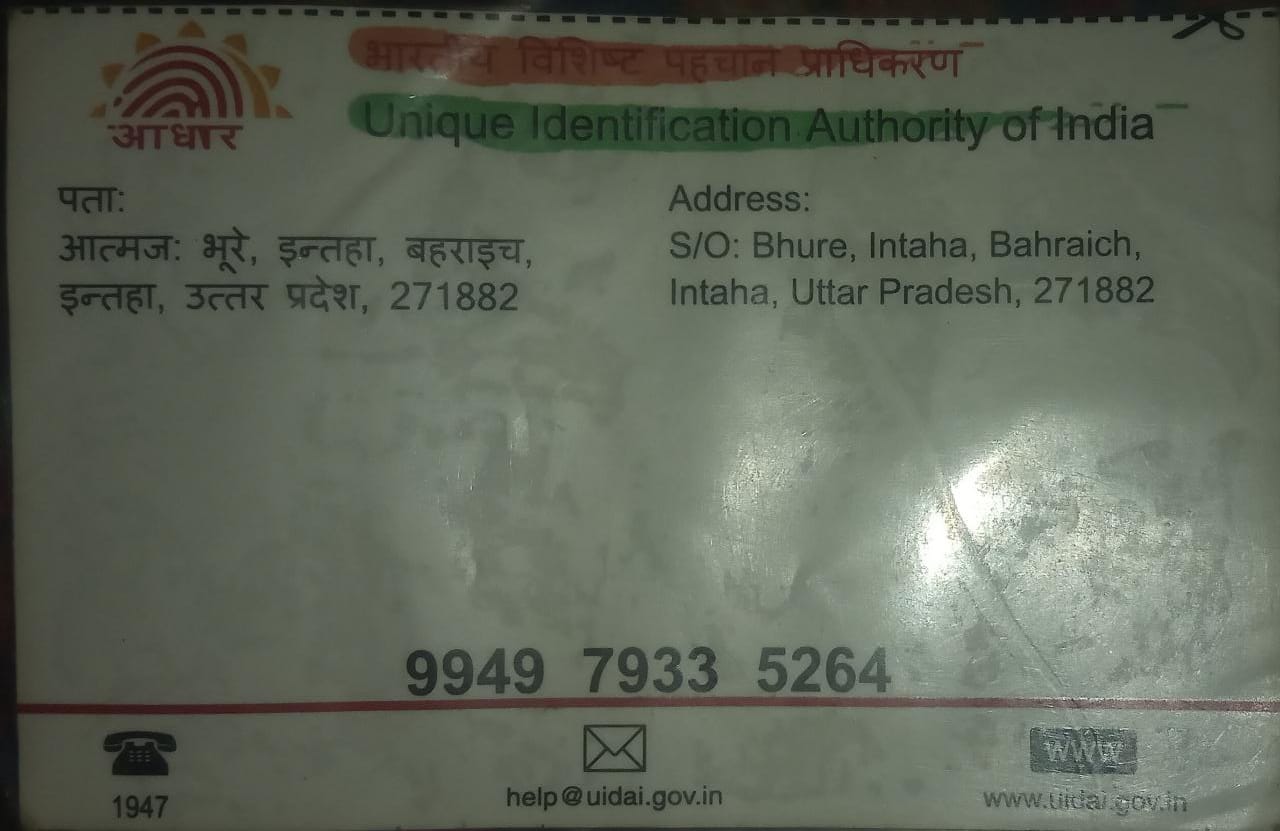 आधार
भारतीय विशिष्ट पहचान प्राधिकरण
Unique Identification Authority of India
पता:
आत्मज: भूरे, इन्तहा, बहराइच,
इन्तहा, उत्तर प्रदेश, 271882
Address:
S/O: Bhure, Intaha, Bahraich,
Intaha, Uttar Pradesh, 271882
9949 7933 5264
1947
help@uidai.gov.in
www
www.uidai.gov.in